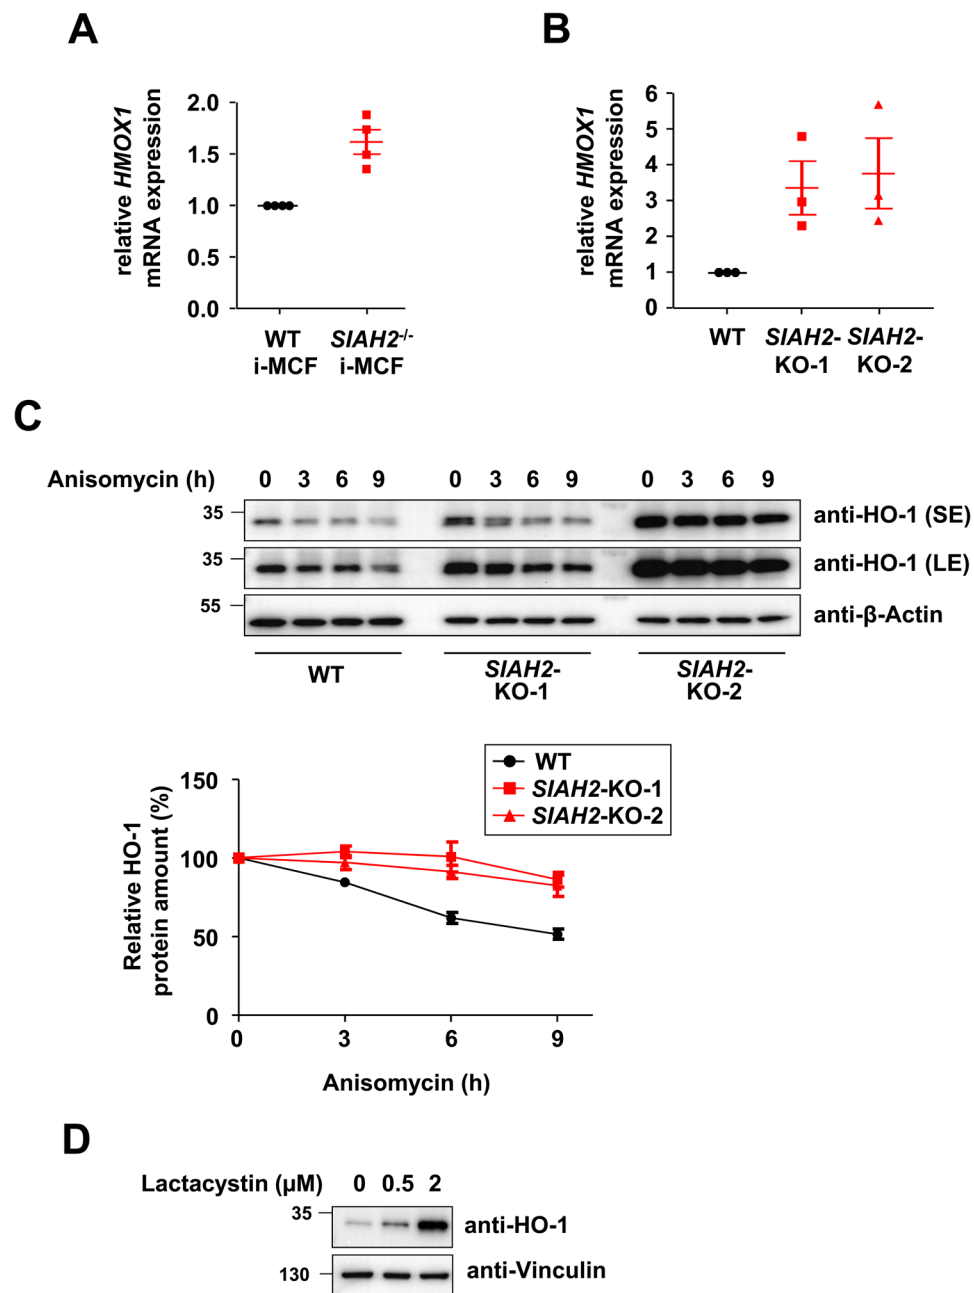 A
relative HMOX1
mRNA expression
2.0
1.5
1.0
0.5
0.0
WT
i-MCF
SIAH2-/-
i-MCF
B
relative HMOX1
mRNA expression
6
5
4
3
2
1
0
WT
SIAH2-
KO-1
SIAH2-
KO-2
C
Anisomycin (h) 0 3 6 9 0 3 6 9 0 3 6 9
35 anti-HO-1 (SE)
35 anti-HO-1 (LE)
55 anti-β-Actin
WT
SIAH2-
KO-1
SIAH2-
KO-2
WT
SIAH2-KO-1
SIAH2-KO-2
Relative HO-1
protein amount (%)
150
100
50
0
0 3 6 9
Anisomycin (h)
D
Lactacystin (μM) 0 0.5 2
35 anti-HO-1
130 anti-Vinculin